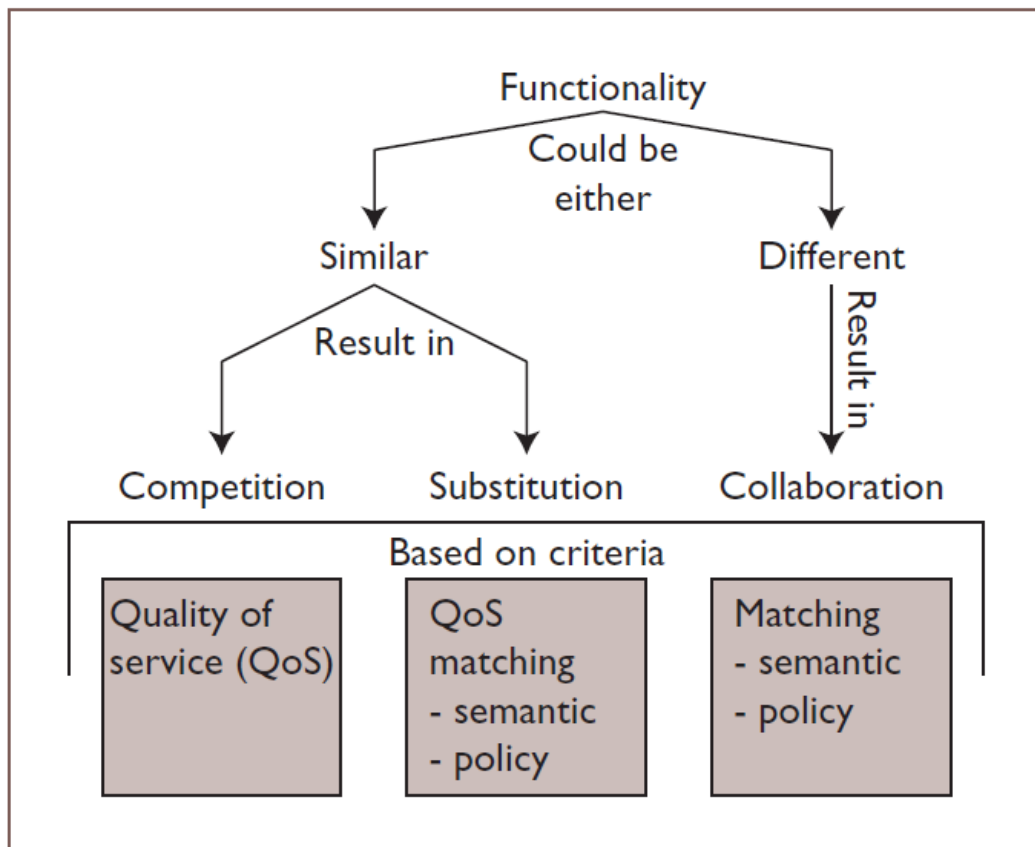 Functionality
Could be
either
Similar
Different
Result in
Result in
Competition
Substitution
Collaboration
Based on criteria
Quality of
service (QoS)
QoS
matching
- semantic
- policy
Matching
- semantic
- policy